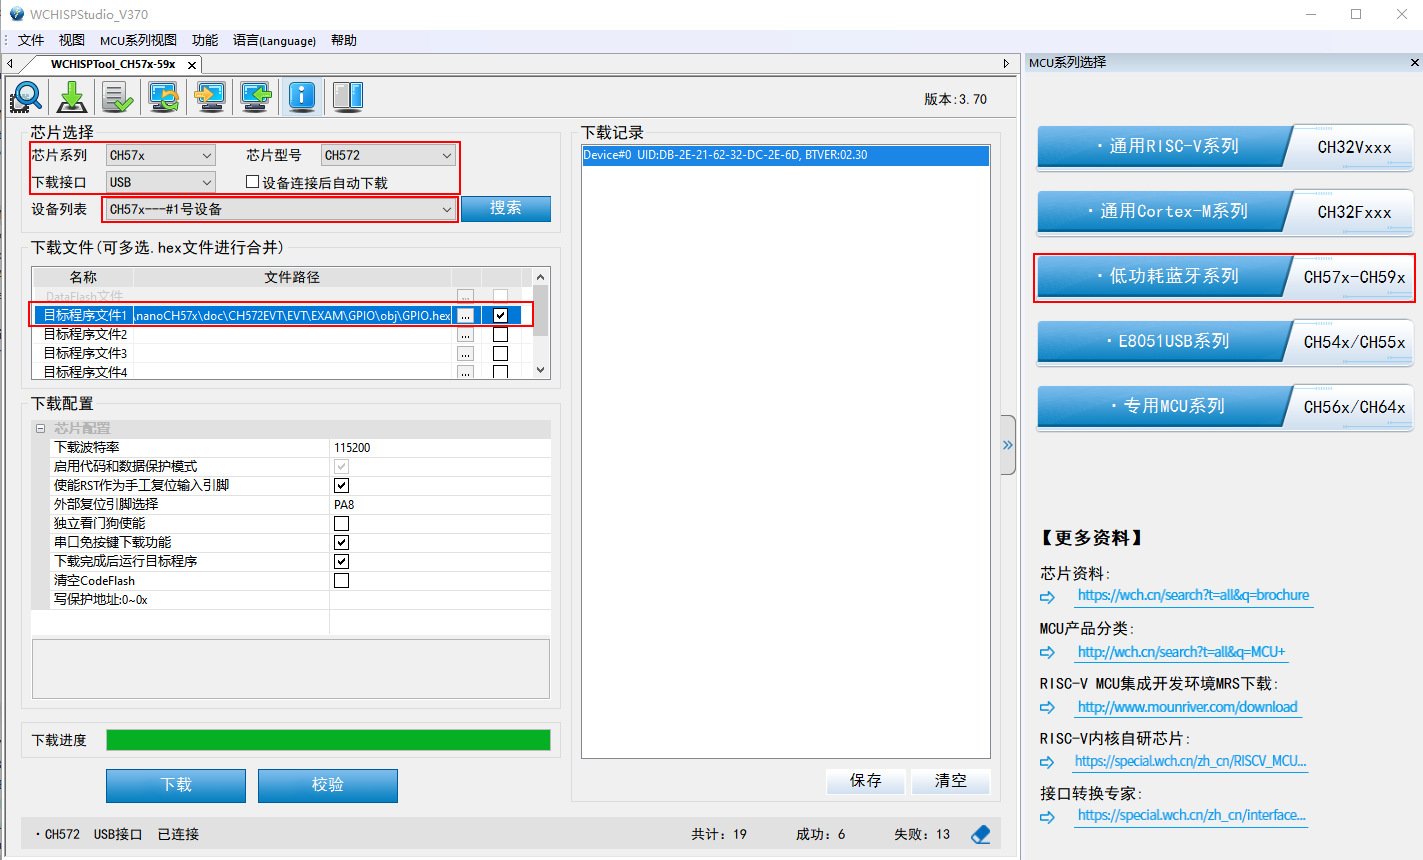 WCHISPStudio_V370
文件 视图 MCU系列视图 功能 语言(Language) 帮助
WCHISPTool_CH57x-59x
版本:3.70
芯片选择
芯片系列 CH57x 芯片型号 CH572
下载接口 USB 设备连接后自动下载
设备列表 CH57x---#1号设备 搜索
下载文件(可多选.hex文件进行合并)
名称 文件路径
DataFlash文件 ...
目标程序文件1 \nanoCH57x\doc\CH572EVT\EVT\EXAM\GPIO\obj\GPIO.hex ...
目标程序文件2 ...
目标程序文件3 ...
目标程序文件4 ...
下载配置
芯片配置
下载波特率 115200
启用代码和数据保护模式
使能RST作为手工复位输入引脚
外部复位引脚选择 PA8
独立看门狗使能
串口免按键下载功能
下载完成后运行目标程序
清空CodeFlash
写保护地址:0~0x
下载进度
下载 校验
下载记录
Device#0 UID:DB-2E-21-62-32-DC-2E-6D, BTVER:02.30
保存 清空
·CH572 USB接口 已连接 共计：19 成功：6 失败：13
MCU系列选择
·通用RISC-V系列 CH32Vxxx
·通用Cortex-M系列 CH32Fxxx
·低功耗蓝牙系列 CH57x-CH59x
·E8051USB系列 CH54x/CH55x
·专用MCU系列 CH56x/CH64x
【更多资料】
芯片资料:
https://wch.cn/search?t=all&q=brochure
MCU产品分类:
http://wch.cn/search?t=all&q=MCU+
RISC-V MCU集成开发环境MRS下载:
http://www.mounriver.com/download
RISC-V内核自研芯片:
https://special.wch.cn/zh_cn/RISCV_MCU...
接口转换专家:
https://special.wch.cn/zh_cn/interface...